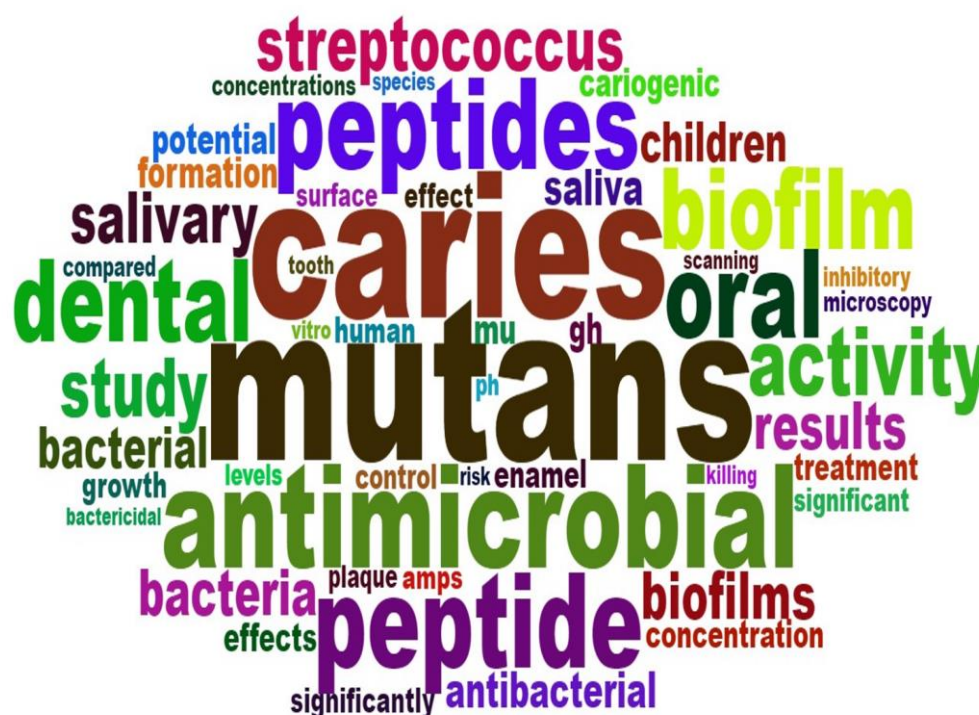 streptococcus
concentrations species cariogenic
potential peptides children
formation surface effect saliva biofilm
salivary caries scanning
compared tooth oral inhibitory
dental microscopy
vitro human mu gh
mutans activity
study ph results
bacterial levels control risk enamel killing treatment
growth antimicrobial significant
bactericidal
bacteria plaque amps biofilms
effects peptide concentration
significantly antibacterial